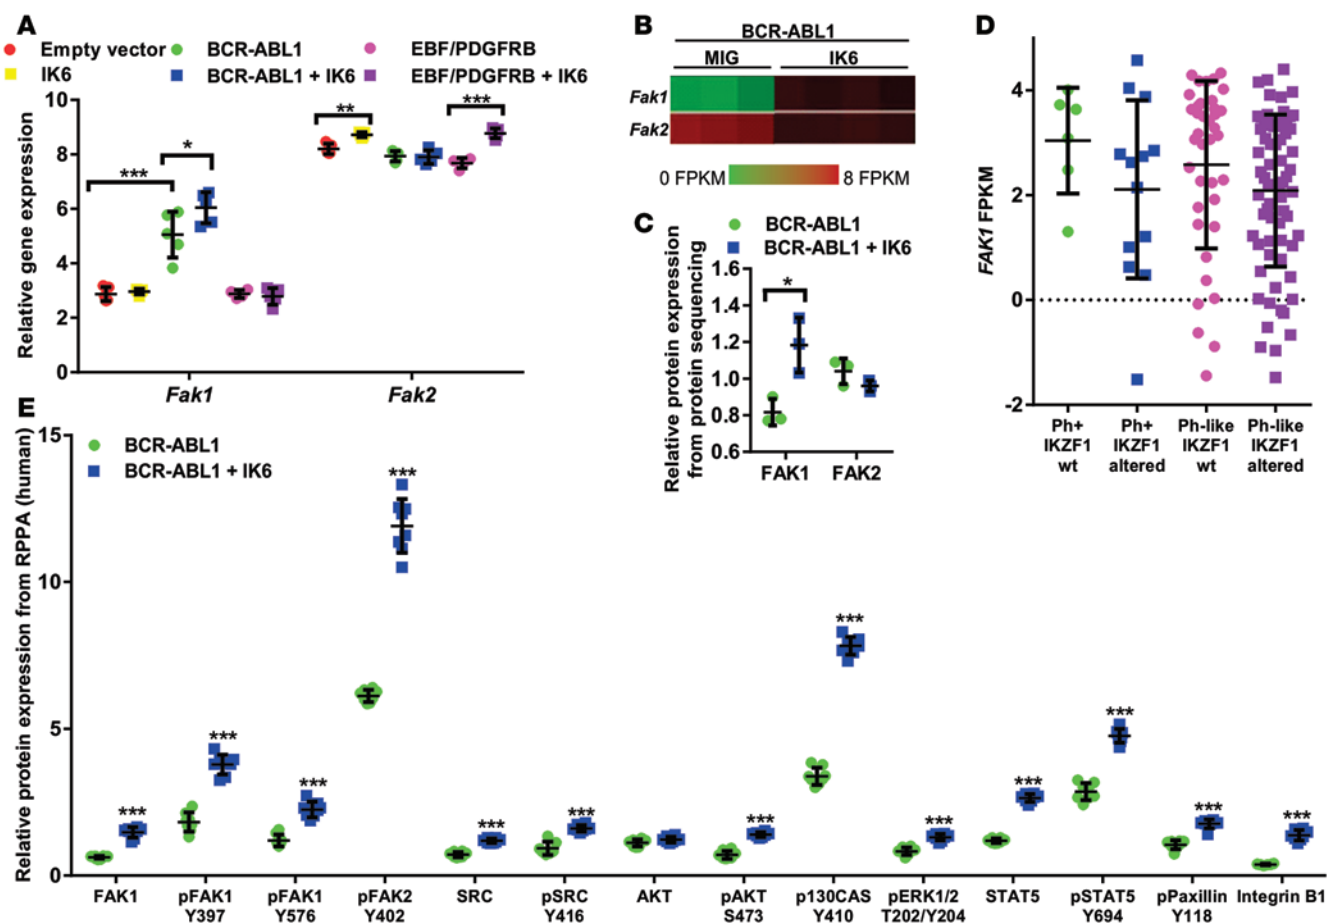 A
Empty vector
BCR-ABL1
EBF/PDGFRB
IK6
BCR-ABL1 + IK6
EBF/PDGFRB + IK6
Relative gene expression
10
8
6
4
2
0
***
*
**
***
Fak1
Fak2
B
BCR-ABL1
MIG
IK6
Fak1
Fak2
0 FPKM
8 FPKM
C
BCR-ABL1
BCR-ABL1 + IK6
Relative protein expression
from protein sequencing
1.6
1.4
1.2
1.0
0.8
0.6
*
FAK1
FAK2
D
FAK1 FPKM
4
2
0
-2
Ph+
IKZF1
wt
Ph+
IKZF1
altered
Ph-like
IKZF1
wt
Ph-like
IKZF1
altered
E
BCR-ABL1
BCR-ABL1 + IK6
Relative protein expression from RPPA (human)
15
10
5
0
***
***
***
***
***
***
***
***
***
***
***
***
***
FAK1
pFAK1
Y397
pFAK1
Y576
pFAK2
Y402
SRC
pSRC
Y416
AKT
pAKT
S473
p130CAS
Y410
pERK1/2
T202/Y204
STAT5
pSTAT5
Y694
pPaxillin
Y118
Integrin B1